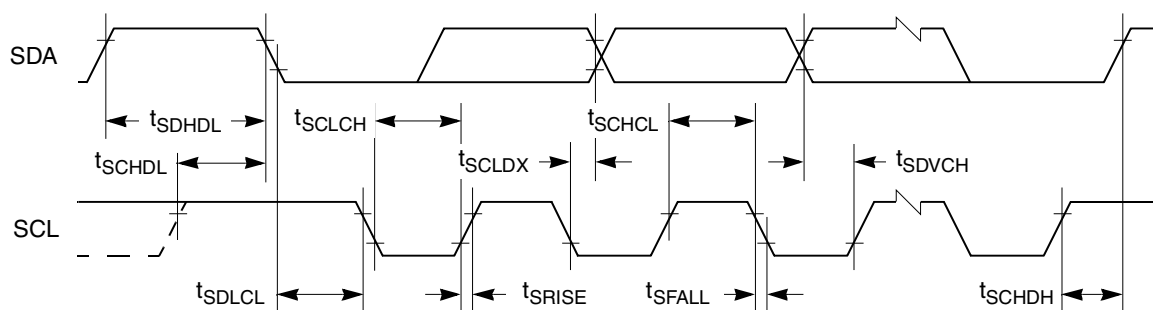 SDA
tSDHDL
tSCLCH
tSCHCL
tSCHDL
tSCLDX
tSDVCH
SCL
tSDLCL
tSRISE
tSFALL
tSCHDH